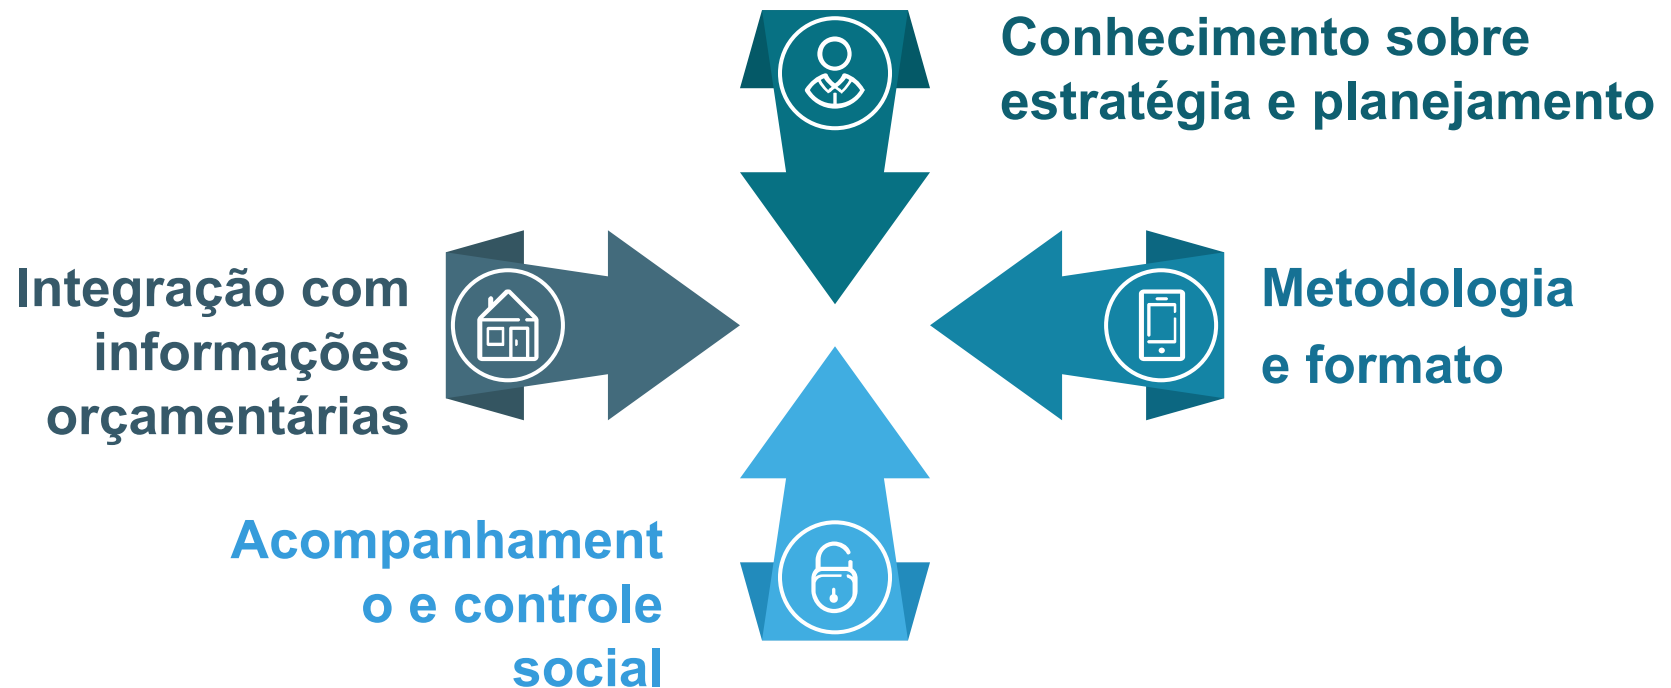 Conhecimento sobre
estratégia e planejamento
Integração com
informações
orçamentárias
Metodologia
e formato
Acompanhament
o e controle
social